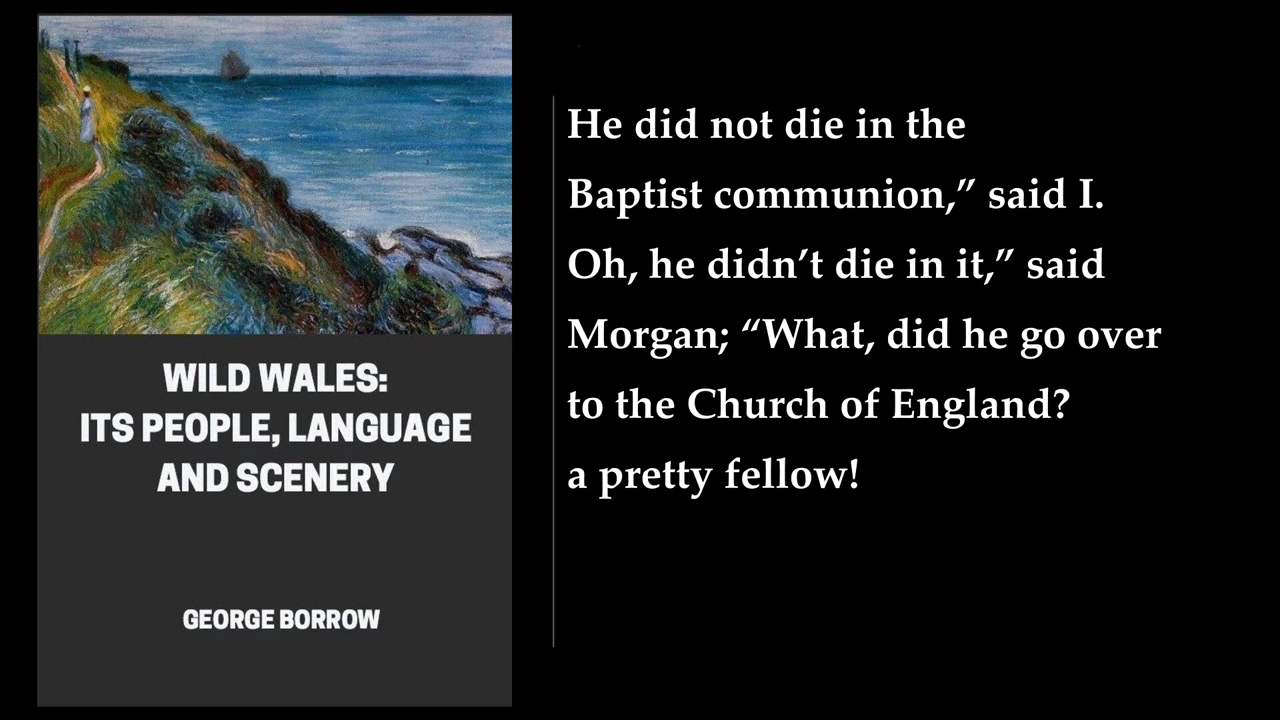 WILD WALES:
ITS PEOPLE, LANGUAGE
AND SCENERY
GEORGE BORROW
He did not die in the
Baptist communion,” said I.
Oh, he didn’t die in it,” said
Morgan; “What, did he go over
to the Church of England?
a pretty fellow!